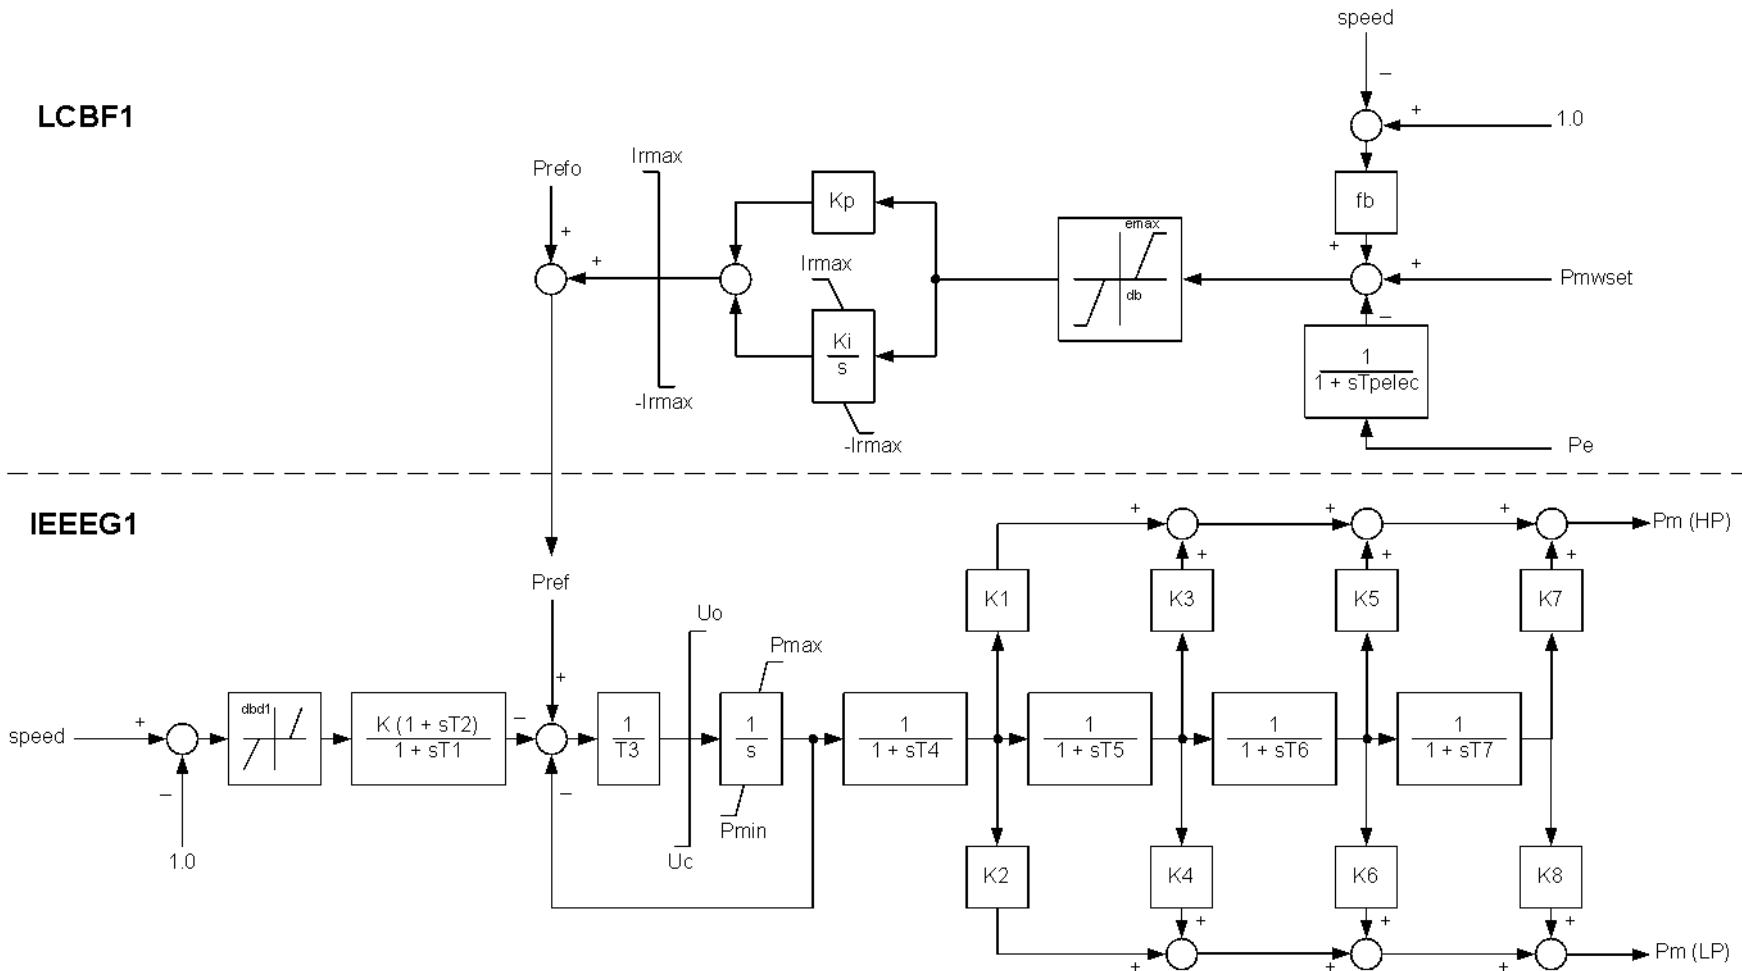 speed
–
LCBF1
+
1.0
Irmax
Prefo
Kp
fb
+
emax
+
+
+
Irmax
db
Pmwset
–
Ki
s
1
1 + sTpelec
-Irmax
-Irmax
Pe
IEEEG1
+
+
+
Pm (HP)
+
+
+
Pref
K1
K3
K5
K7
Uo
Pmax
+
dbd1
speed
+
K (1 + sT2)
1 + sT1
–
1
T3
1
s
1
1 + sT4
1
1 + sT5
1
1 + sT6
1
1 + sT7
–
–
Pmin
1.0
Uc
K2
K4
K6
K8
+
+
+
Pm (LP)
+
+
+